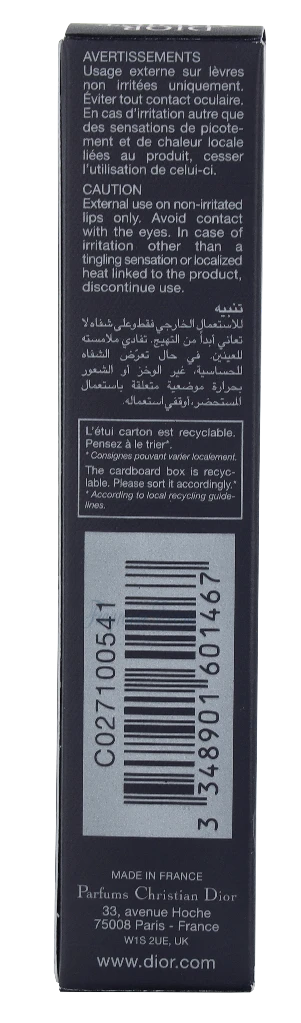 AVERTISSEMENTS
Usage externe sur lèvres
non irritées uniquement.
Éviter tout contact oculaire.
En cas d'irritation autre que
des sensations de picote-
ment et de chaleur locale
liées au produit, cesser
l'utilisation de celui-ci.
CAUTION
External use on non-irritated
lips only. Avoid contact
with the eyes. In case of
irritation other than a
tingling sensation or localized
heat linked to the product,
discontinue use.
تنبيه
للاستعمال الخارجي فقط وعلى شفاه لا
تعاني أبداً من التهيج. تفادي ملامسته
للعينين. في حال تعرّض الشفاه
للحساسية، غير الوخز أو الشعور
بحرارة موضعية متعلقة باستعمال
المستحضر، أوقفي استعماله.
L'étui carton est recyclable.
Pensez à le trier*.
* Consignes pouvant varier localement.
The cardboard box is recyc-
lable. Please sort it accordingly.*
* According to local recycling guide-
lines.
C027100541
3 348901 601467
MADE IN FRANCE
Parfums Christian Dior
33, avenue Hoche
75008 Paris - France
W1S 2UE, UK
www.dior.com